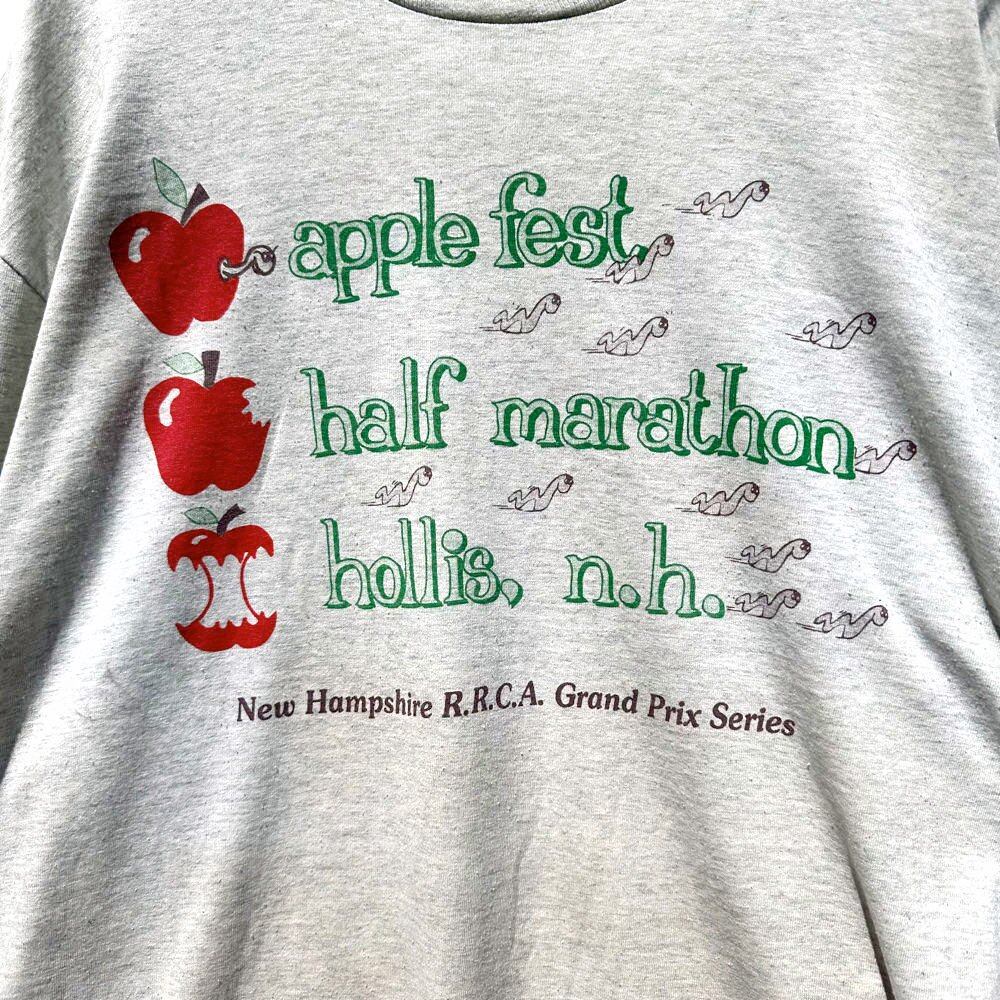 apple fest
half marathon
hollis, n.h.
New Hampshire R.R.C.A. Grand Prix Series